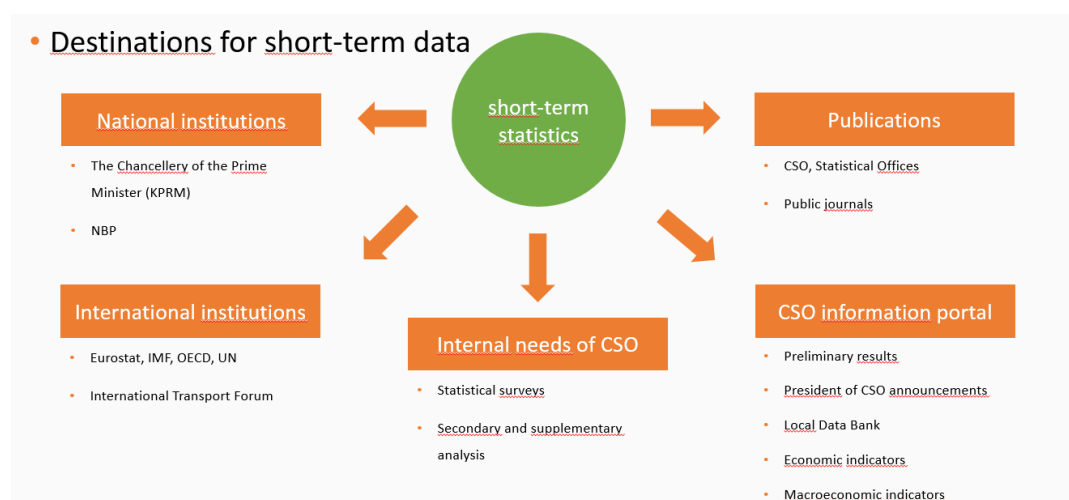 • Destinations for short-term data
short-term
statistics
National institutions
• The Chancellery of the Prime
Minister (KPRM)
• NBP
Publications
• CSO, Statistical Offices
• Public journals
International institutions
• Eurostat, IMF, OECD, UN
• International Transport Forum
Internal needs of CSO
• Statistical surveys
• Secondary and supplementary
analysis
CSO information portal
• Preliminary results
• President of CSO announcements
• Local Data Bank
• Economic indicators
• Macroeconomic indicators